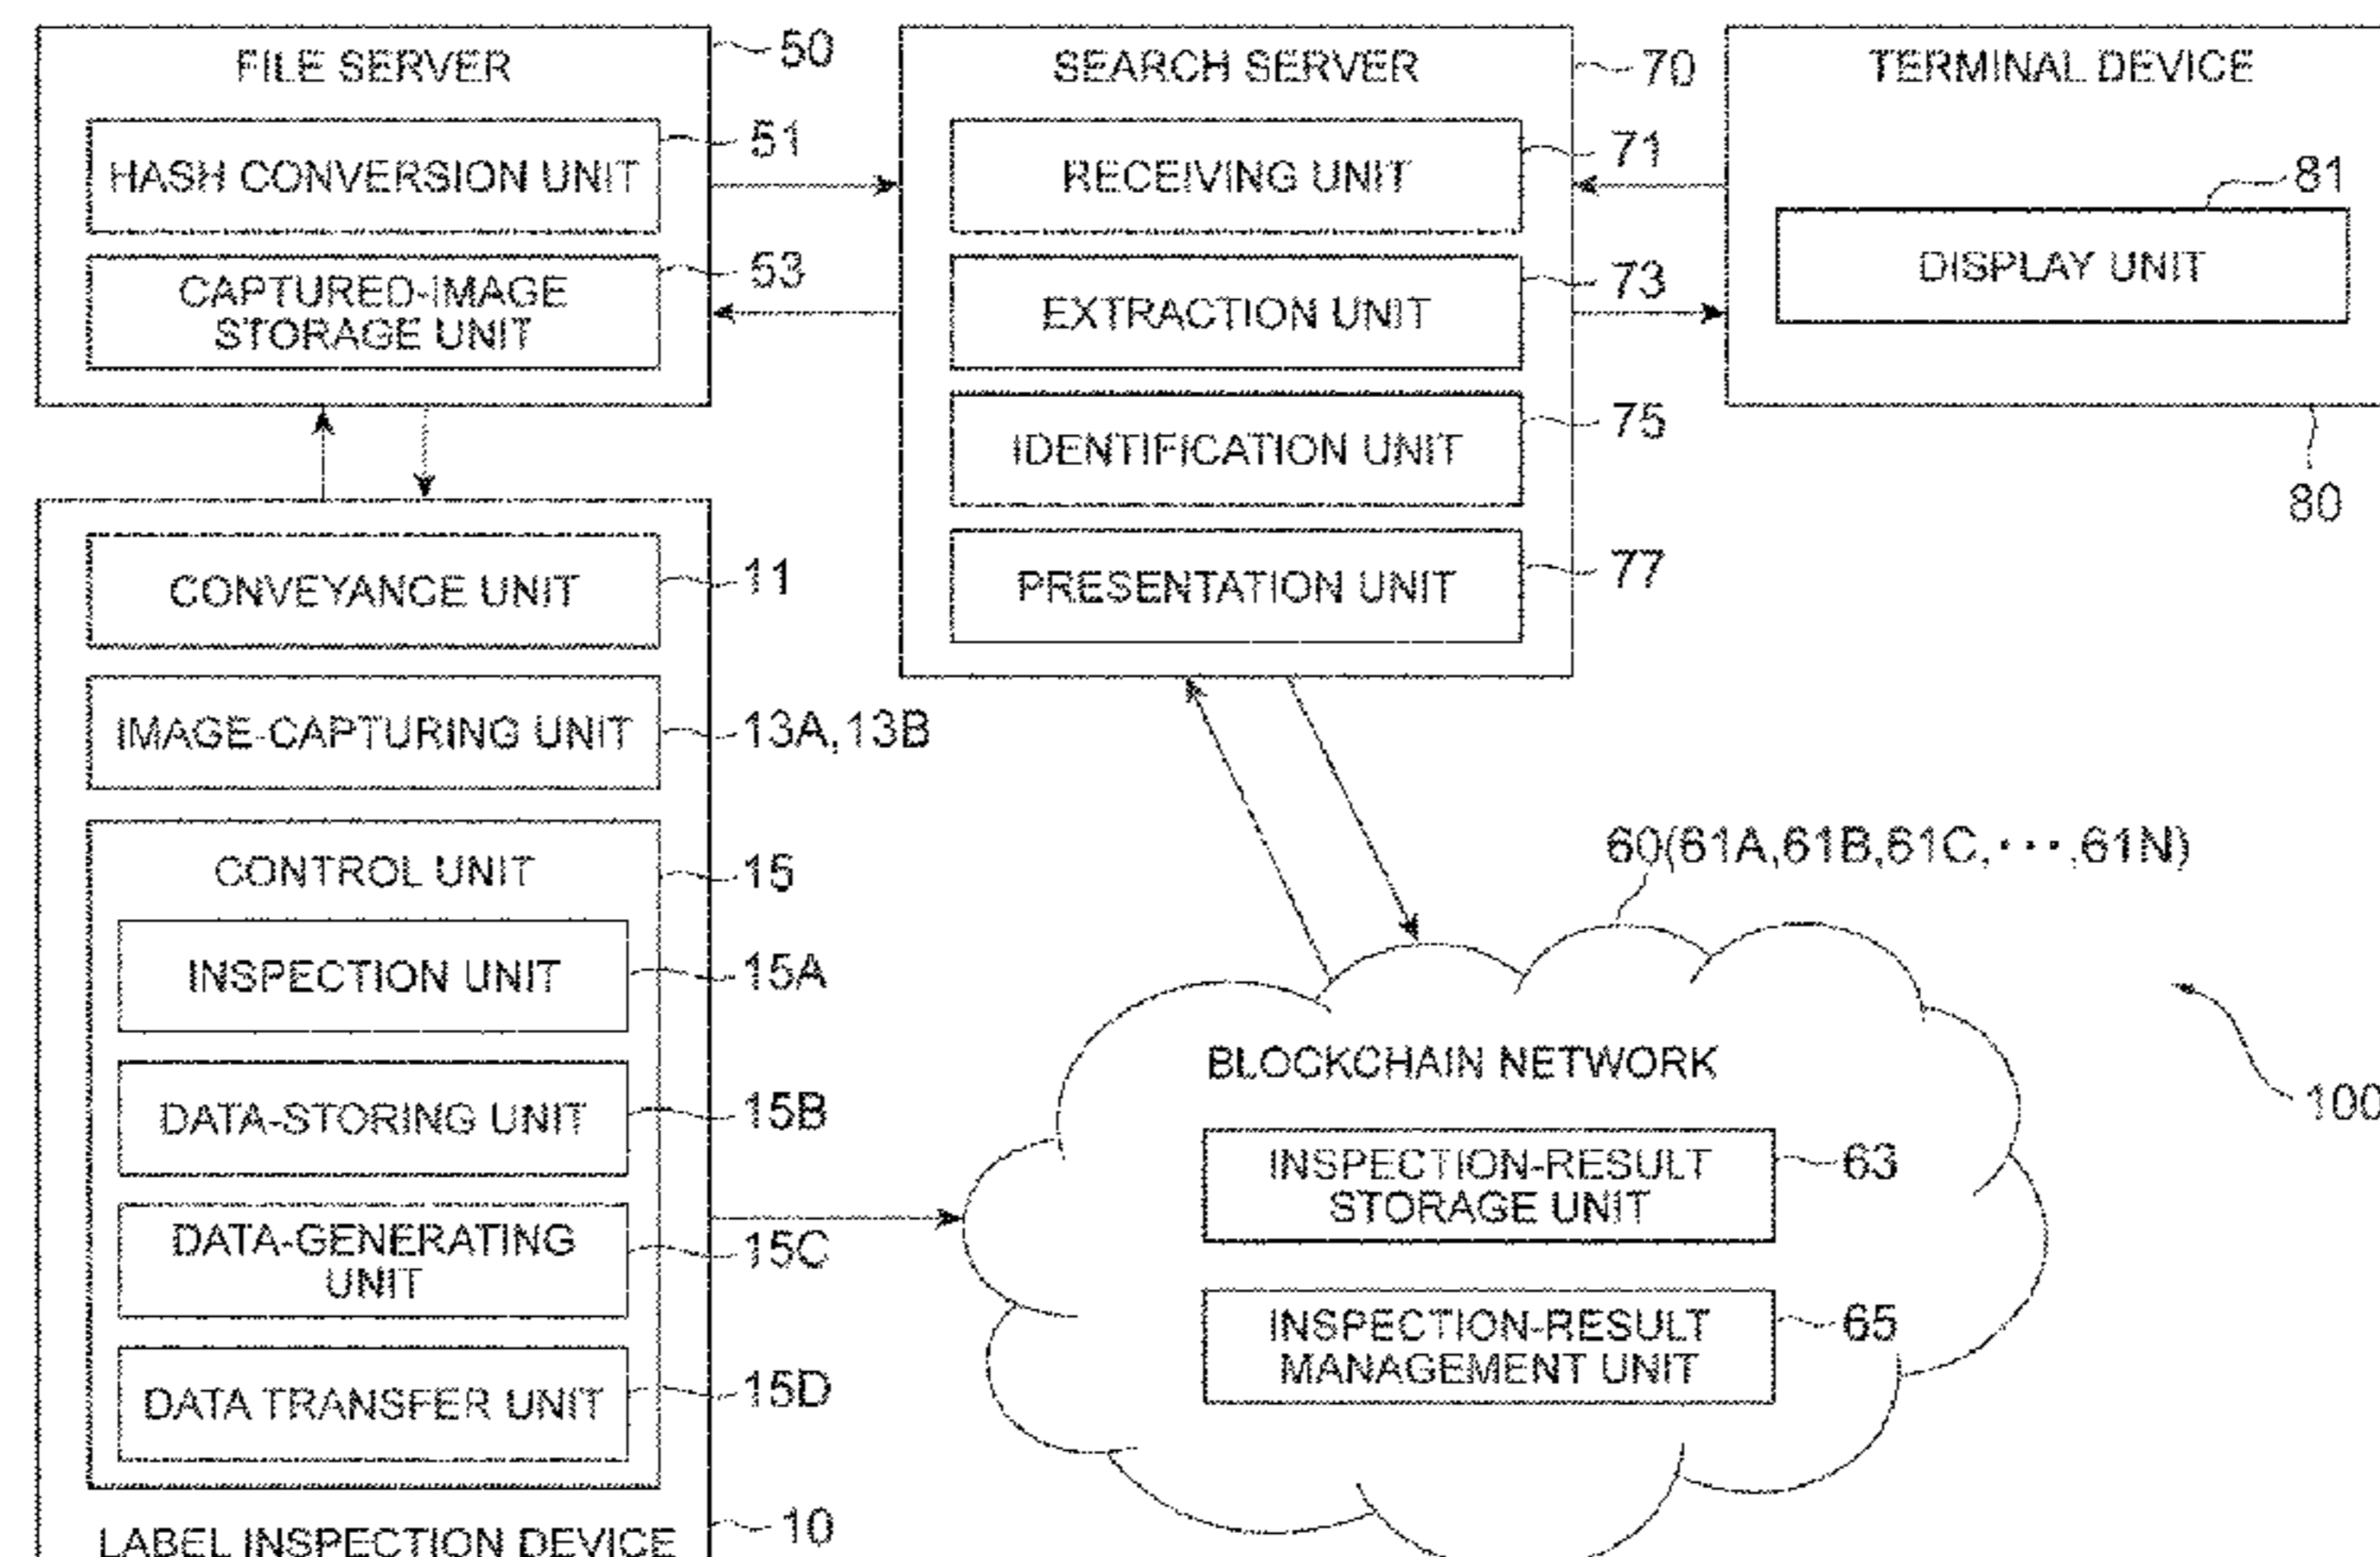 FILE SERVER
50
HASH CONVERSION UNIT
51
CAPTURED-IMAGE
STORAGE UNIT
53
SEARCH SERVER
70
RECEIVING UNIT
71
EXTRACTION UNIT
73
IDENTIFICATION UNIT
75
PRESENTATION UNIT
77
TERMINAL DEVICE
81
DISPLAY UNIT
80
CONVEYANCE UNIT
11
IMAGE-CAPTURING UNIT
13A,13B
CONTROL UNIT
15
INSPECTION UNIT
15A
DATA-STORING UNIT
15B
DATA-GENERATING
UNIT
15C
DATA TRANSFER UNIT
15D
LABEL INSPECTION DEVICE
10
60(61A,61B,61C,···,61N)
BLOCKCHAIN NETWORK
INSPECTION-RESULT
STORAGE UNIT
63
INSPECTION-RESULT
MANAGEMENT UNIT
65
100